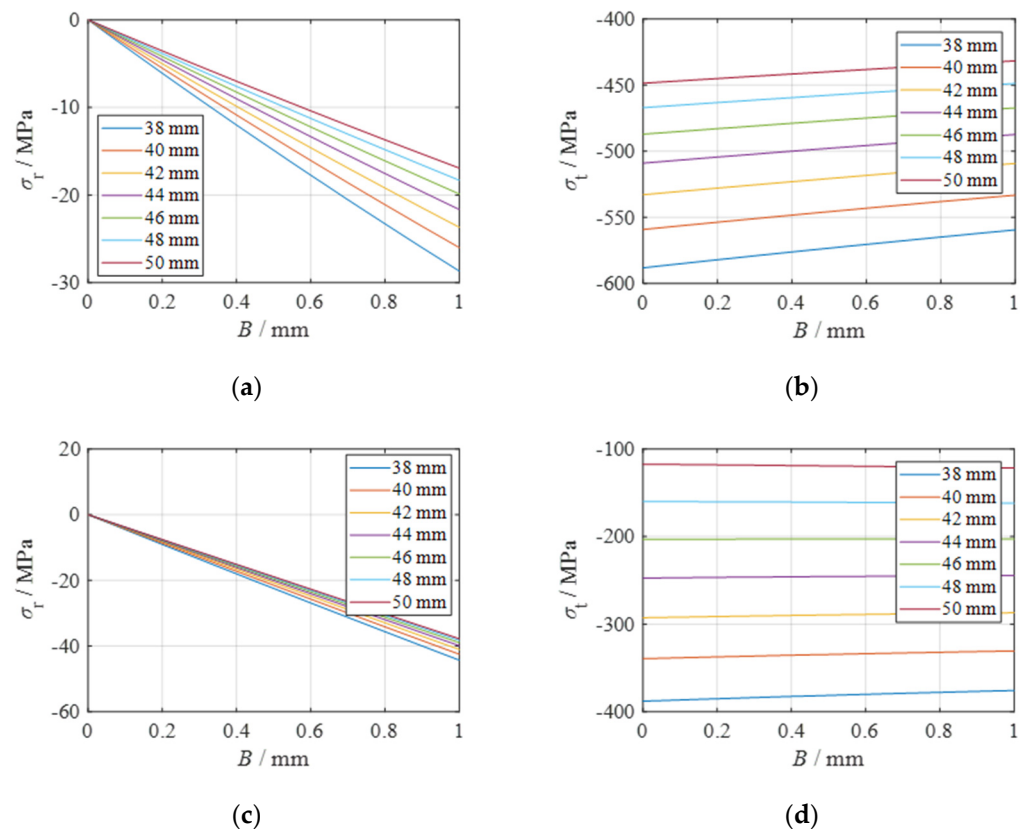 0
-10
-20
-30
σr / MPa
38 mm
40 mm
42 mm
44 mm
46 mm
48 mm
50 mm
0 0.2 0.4 0.6 0.8 1
B / mm
(a)
-400
-450
-500
-550
-600
σt / MPa
38 mm
40 mm
42 mm
44 mm
46 mm
48 mm
50 mm
0 0.2 0.4 0.6 0.8 1
B / mm
(b)
20
0
-20
-40
-60
σr / MPa
38 mm
40 mm
42 mm
44 mm
46 mm
48 mm
50 mm
0 0.2 0.4 0.6 0.8 1
B / mm
(c)
-100
-200
-300
-400
σt / MPa
38 mm
40 mm
42 mm
44 mm
46 mm
48 mm
50 mm
0 0.2 0.4 0.6 0.8 1
B / mm
(d)